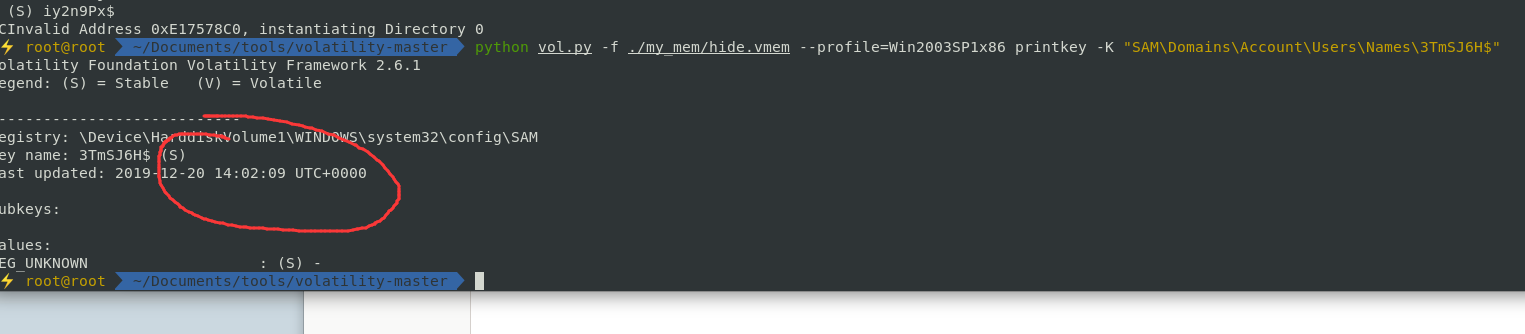 (S) iy2n9Px$
CInvalid Address 0xE17578C0, instantiating Directory 0
⚡ root@root ~/Documents/tools/volatility-master python vol.py -f ./my_mem/hide.vmem --profile=Win2003SP1x86 printkey -K "SAM\Domains\Account\Users\Names\3TmSJ6H$"
olatility Foundation Volatility Framework 2.6.1
egend: (S) = Stable (V) = Volatile
---------------------------
egistry: \Device\HarddiskVolume1\WINDOWS\system32\config\SAM
ey name: 3TmSJ6H$ (S)
ast updated: 2019-12-20 14:02:09 UTC+0000
ubkeys:
alues:
EG_UNKNOWN : (S) -
⚡ root@root ~/Documents/tools/volatility-master